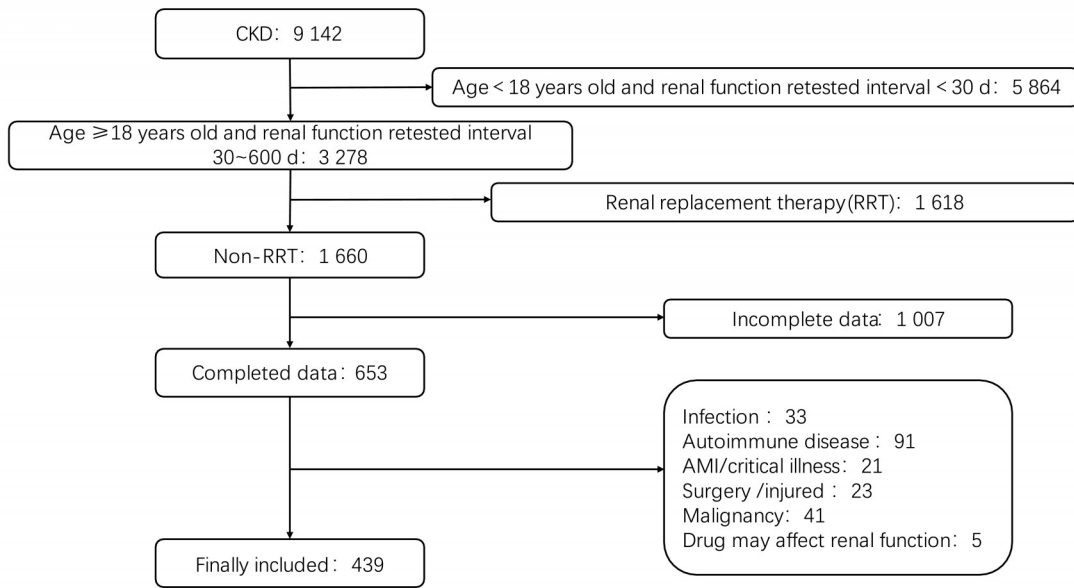 CKD：9 142
Age < 18 years old and renal function retested interval < 30 d：5 864
Age ≥18 years old and renal function retested interval
30~600 d：3 278
Renal replacement therapy(RRT)：1 618
Non-RRT：1 660
Incomplete data：1 007
Completed data：653
Infection：33
Autoimmune disease：91
AMI/critical illness：21
Surgery /injured：23
Malignancy：41
Drug may affect renal function：5
Finally included：439